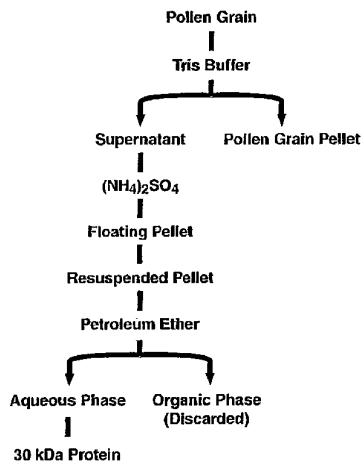 Pollen Grain
Tris Buffer
Supernatant Pollen Grain Pellet
(NH4)2SO4
Floating Pellet
Resuspended Pellet
Petroleum Ether
Aqueous Phase Organic Phase
(Discarded)
30 kDa Protein